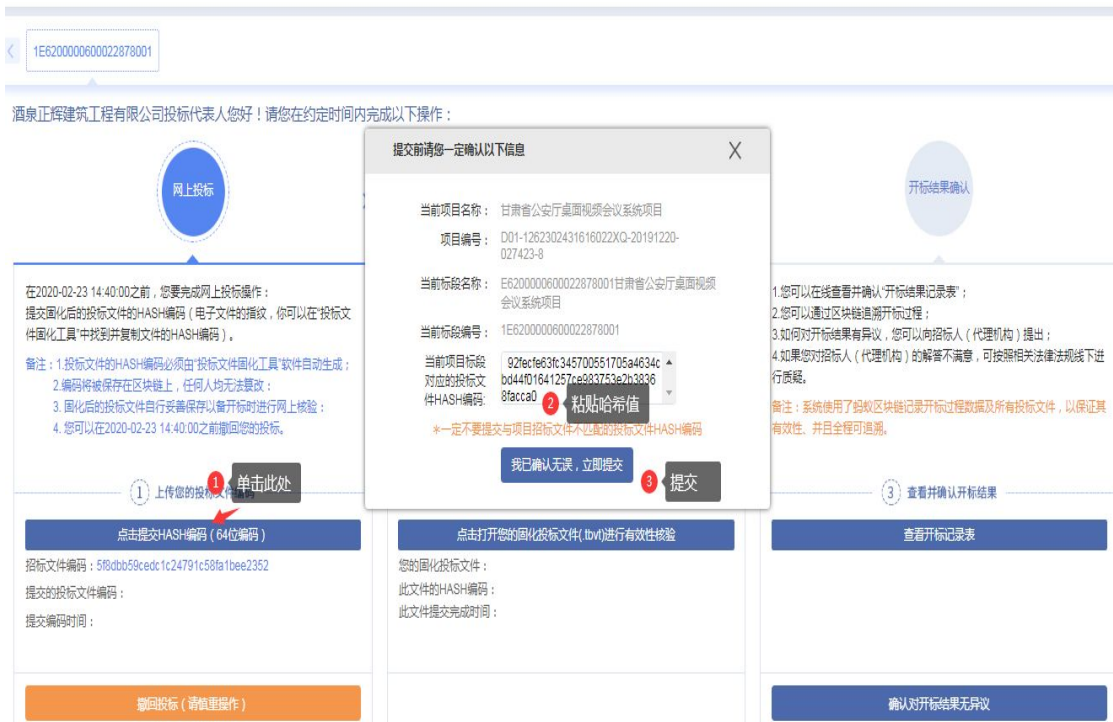 1E6200000600022878001
酒泉正辉建筑工程有限公司投标代表人您好！请您在约定时间内完成以下操作：
网上投标
在2020-02-23 14:40:00之前，您要完成网上投标操作：
提交固化后的投标文件的HASH编码（电子文件的指纹，你可以在“投标文
件固化工具”中找到并复制文件的HASH编码）。
备注：1.投标文件的HASH编码必须由“投标文件固化工具”软件自动生成；
2.编码将被保存在区块链上，任何人均无法篡改；
3. 固化后的投标文件自行妥善保存以备开标时进行网上核验；
4. 您可以在2020-02-23 14:40:00之前撤回您的投标。
1 上传您的投标文件编码
1 单击此处
点击提交HASH编码（64位编码）
招标文件编码：5f8dbb59cedc1c24791c58fa1bee2352
提交的投标文件编码：
提交编码时间：
撤回投标（请慎重操作）
提交前请您一定确认以下信息 X
当前项目名称： 甘肃省公安厅桌面视频会议系统项目
项目编号： D01-1262302431616022XQ-20191220-
027423-8
当前标段名称： E6200000600022878001甘肃省公安厅桌面视频
会议系统项目
当前标段编号： 1E6200000600022878001
当前项目标段
对应的投标文
件HASH编码:
92fecfe63fc345700551705a4634c
bd44f01641257ce983753e2b3836
8facca0
2 粘贴哈希值
＊一定不要提交与项目招标文件不匹配的投标文件HASH编码
我已确认无误，立即提交
3 提交
点击打开您的固化投标文件(.tbvt)进行有效性核验
您的固化投标文件：
此文件的HASH编码：
此文件提交完成时间：
开标结果确认
1.您可以在线查看并确认“开标结果记录表”；
2.您可以通过区块链追溯开标过程；
3.如何对开标结果有异议，您可以向招标人（代理机构）提出；
4.如果您对招标人（代理机构）的解答不满意，可按照相关法律法规线下进
行质疑。
备注：系统使用了蚂蚁区块链记录开标过程数据及所有投标文件，以保证其
有效性、并且全程可追溯。
3 查看并确认开标结果
查看开标记录表
确认对开标结果无异议